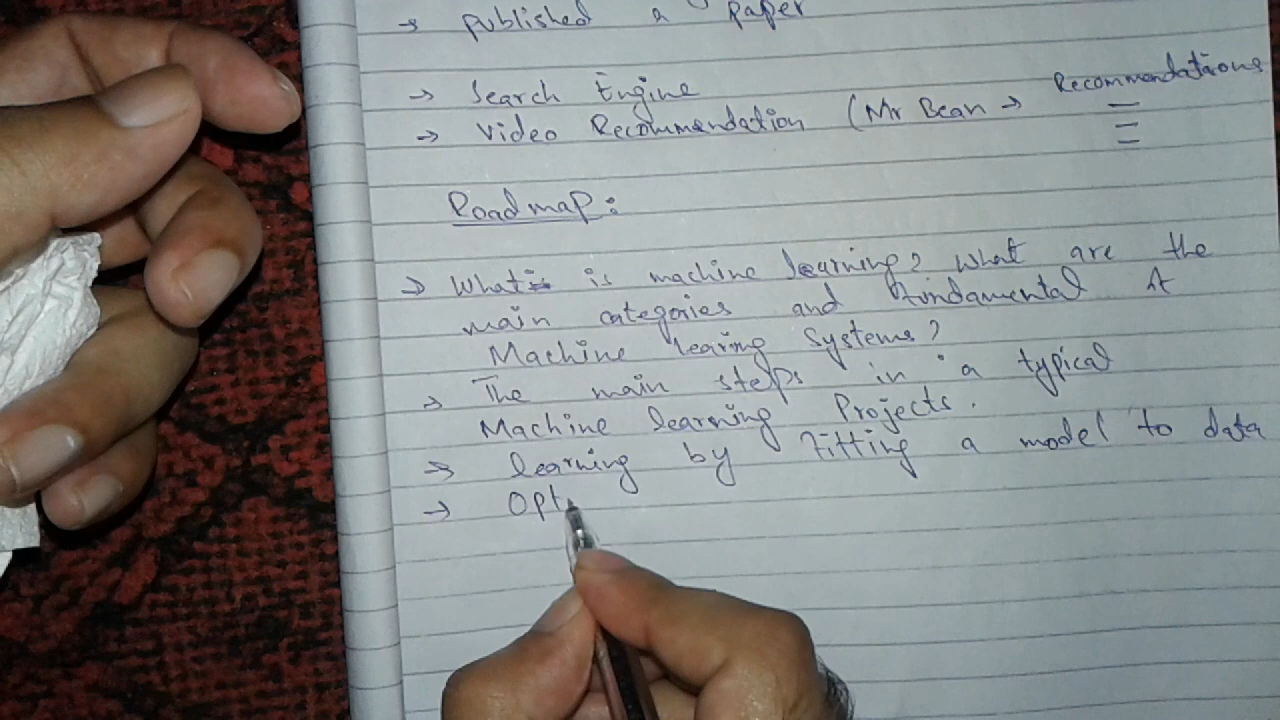 → published a paper
→ Search Engine
→ Video Recommendation (Mr Bean → Recommendations
Roadmap:
→ What is machine learning? What are the
main categories and fundamental of
Machine learing Systems?
→ The main steps in a typical
Machine learning Projects.
→ learning by Fitting a model to data
→ Opt